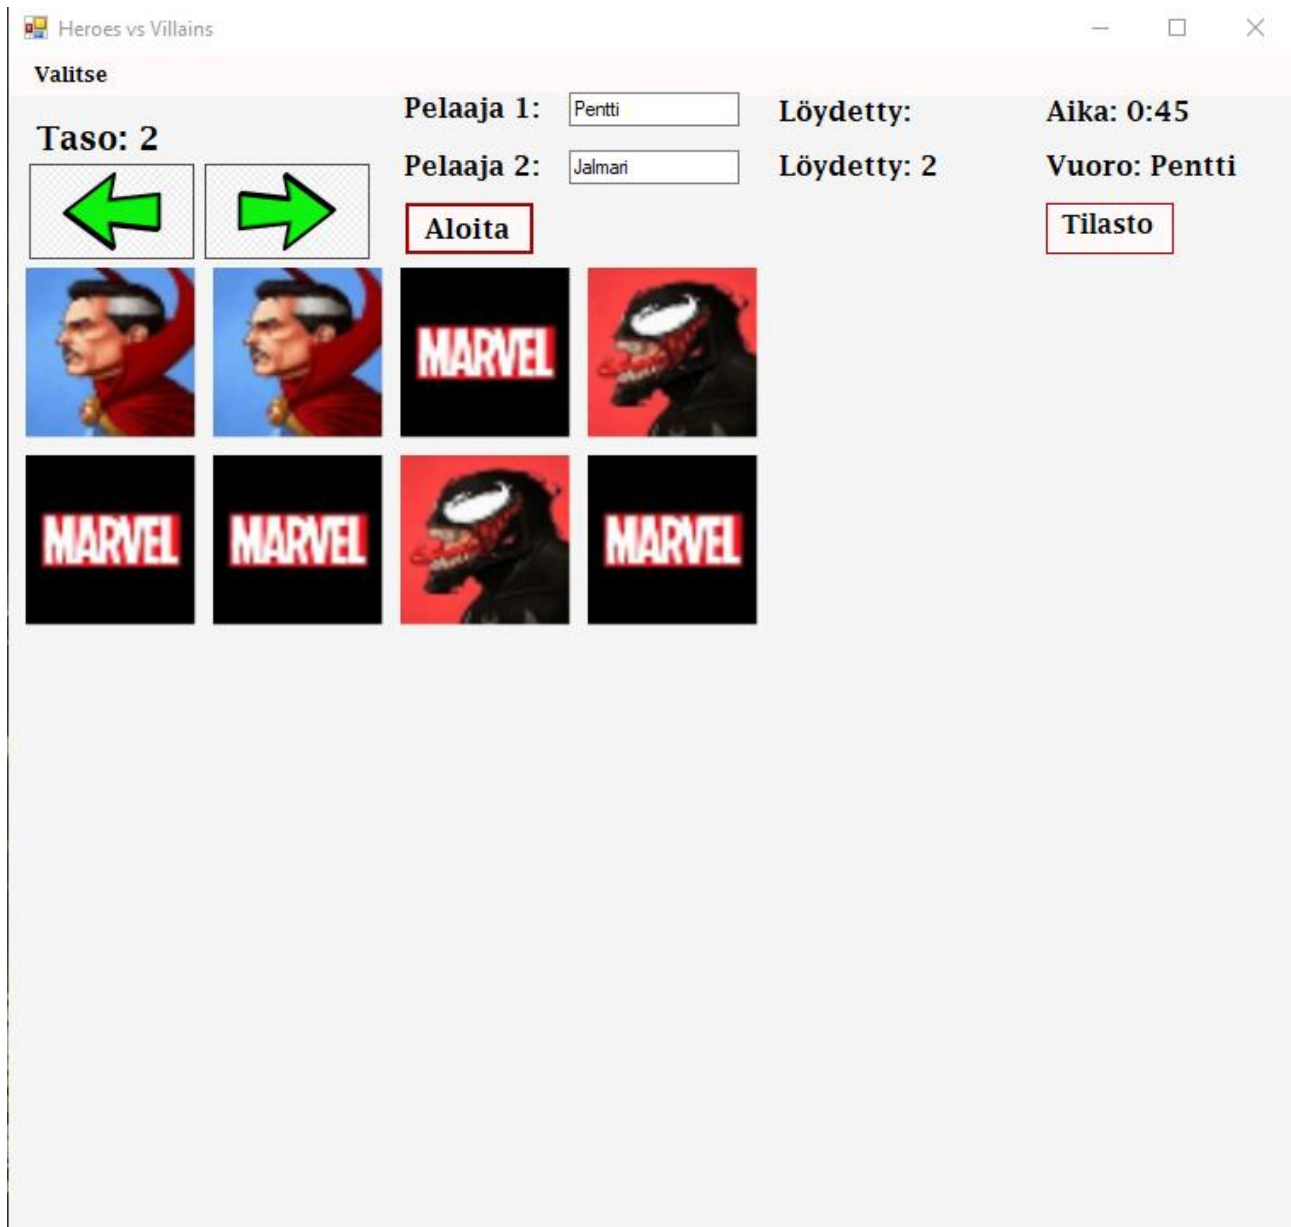 Heroes vs Villains
Valitse
Taso: 2
Pelaaja 1: Pentti Löydetty: Aika: 0:45
Pelaaja 2: Jalmari Löydetty: 2 Vuoro: Pentti
Aloita Tilasto
MARVEL
MARVEL MARVEL MARVEL